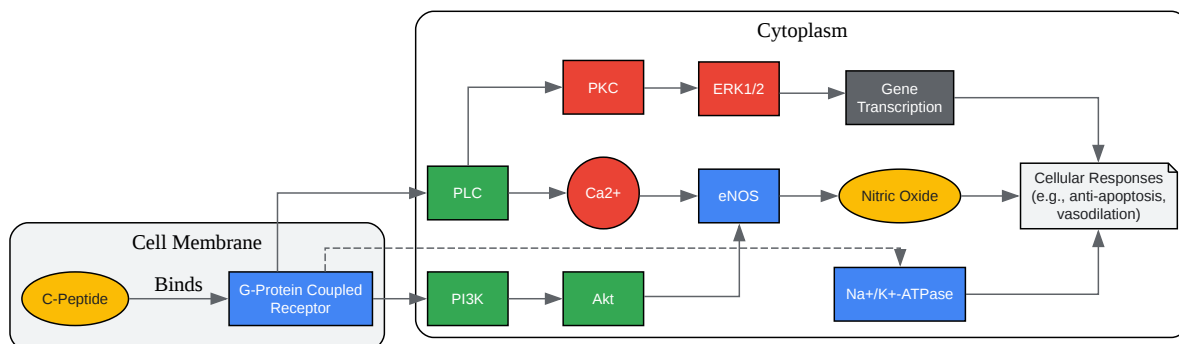 Cytoplasm
PKC
ERK1/2
Gene
Transcription
PLC
Ca2+
eNOS
Nitric Oxide
Cellular Responses
(e.g., anti-apoptosis,
vasodilation)
Cell Membrane
C-Peptide
Binds
G-Protein Coupled
Receptor
PI3K
Akt
Na+/K+-ATPase